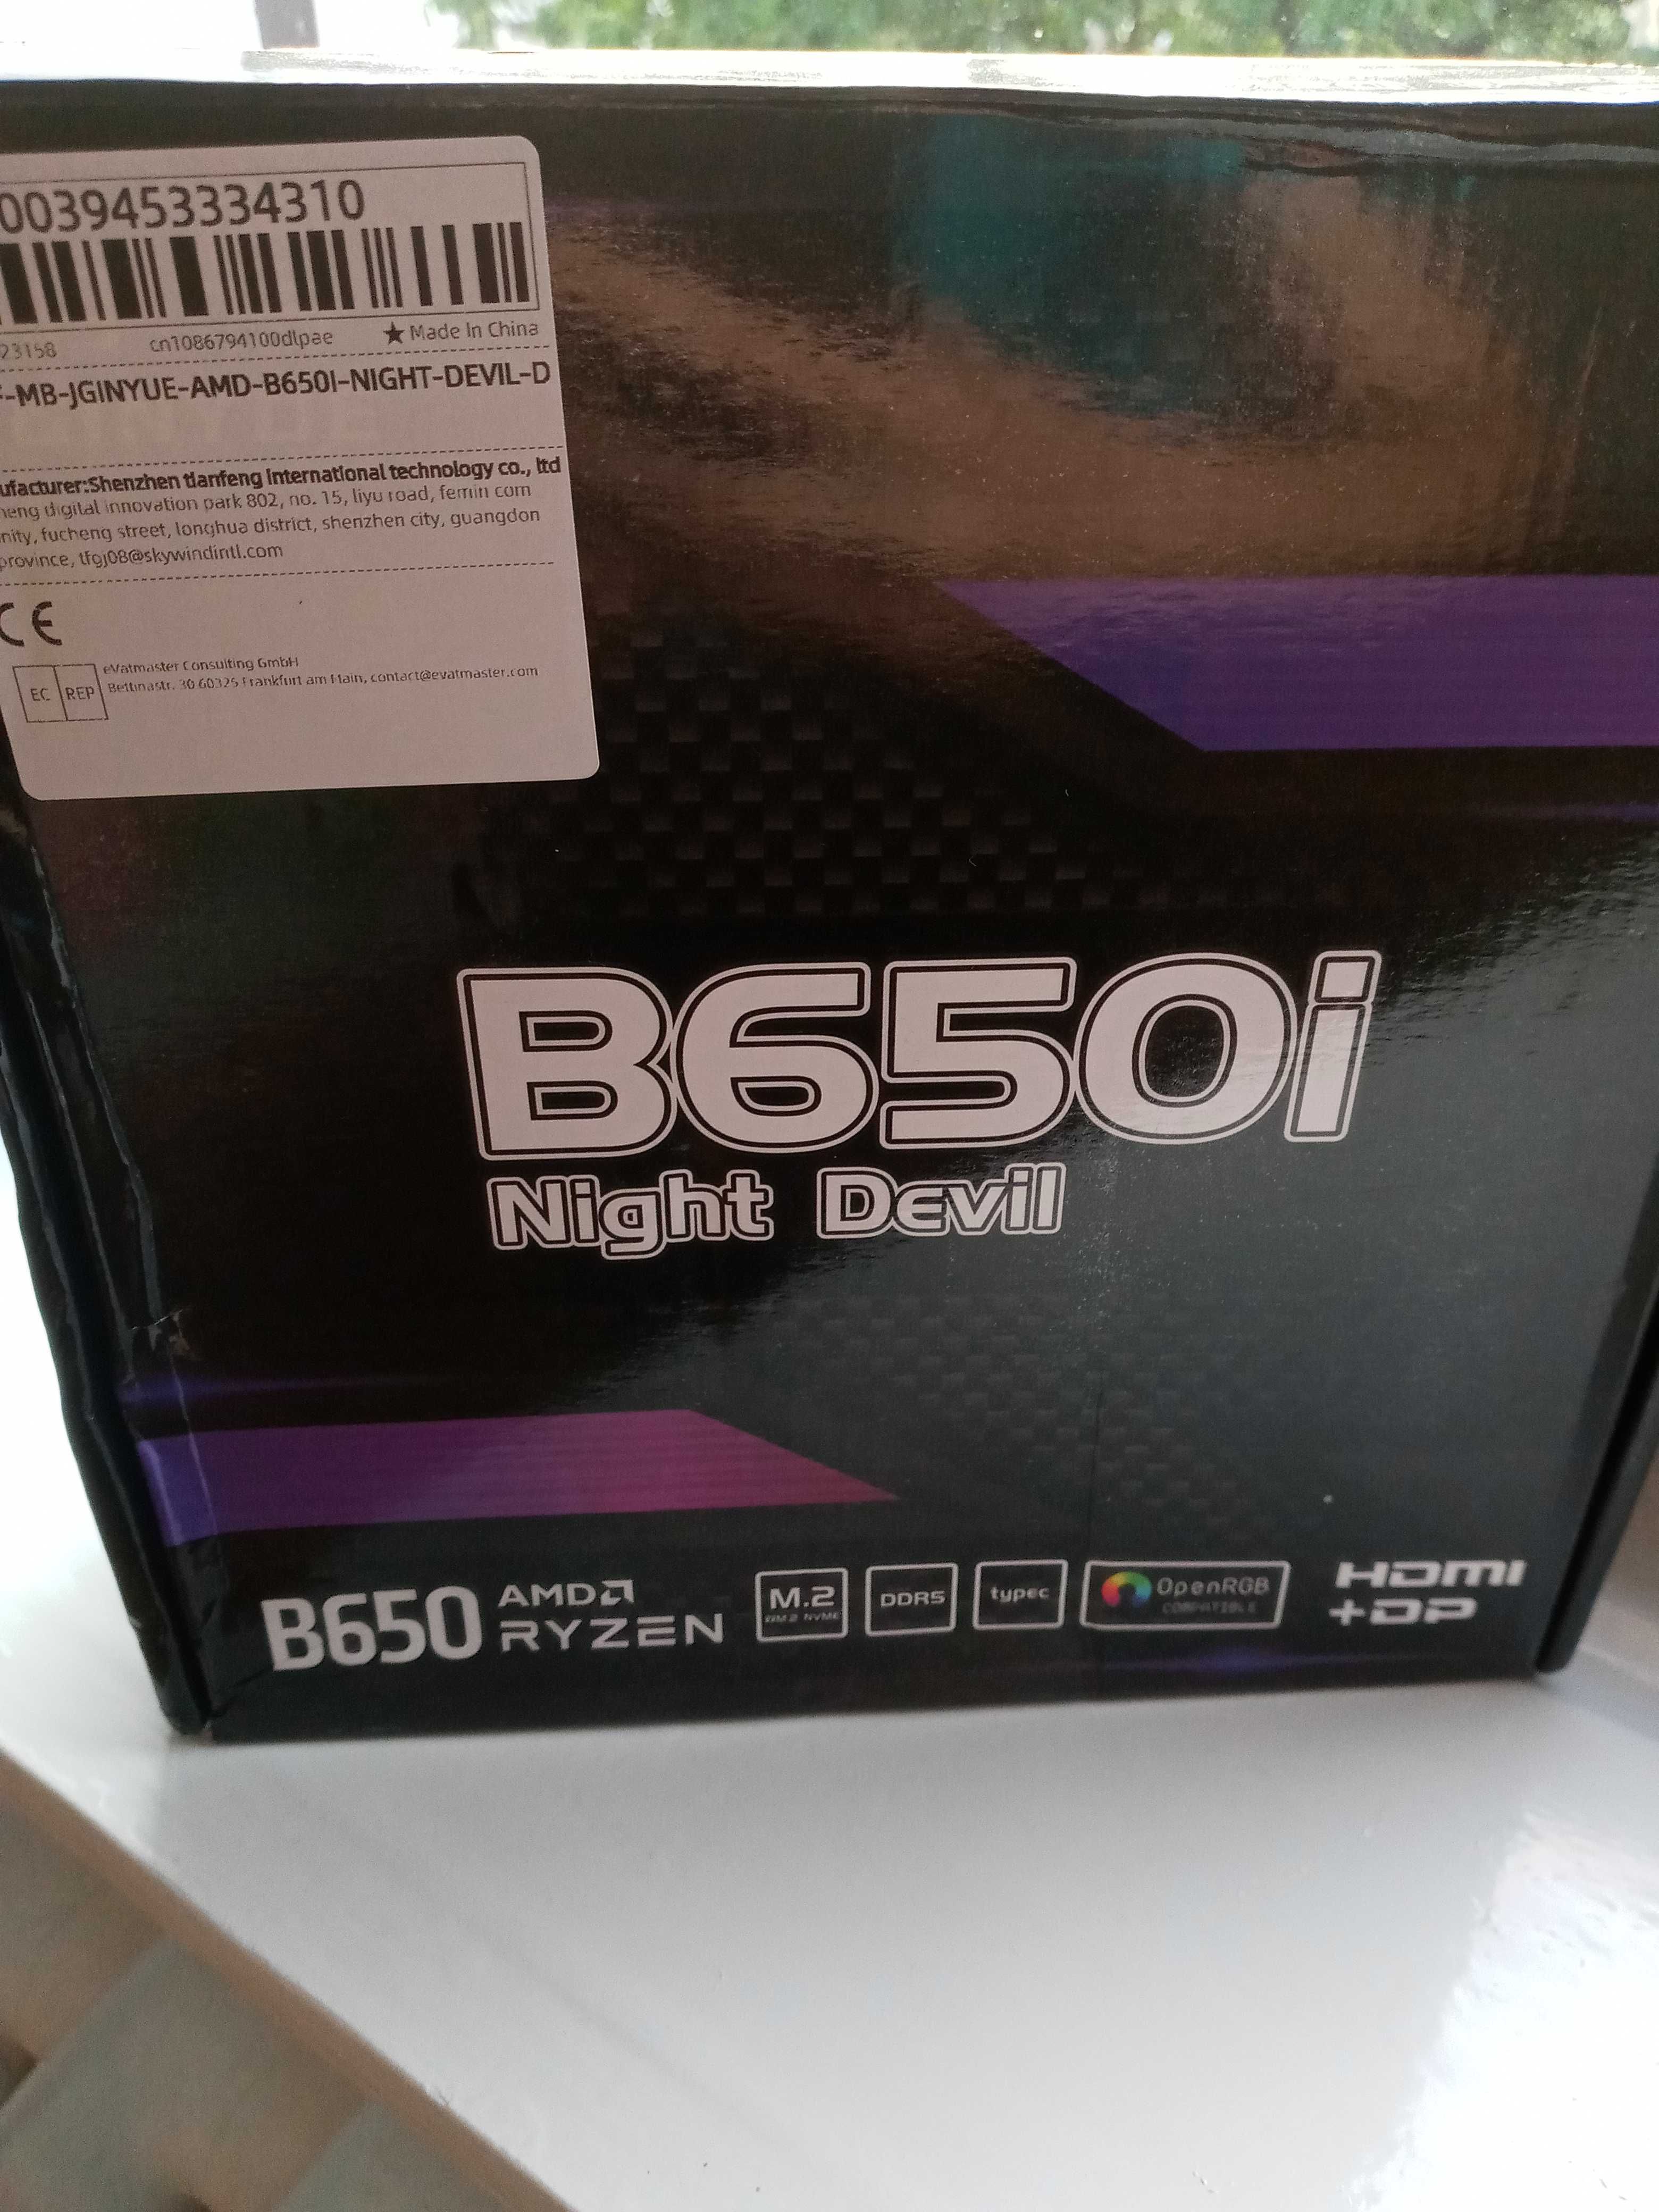 0039453334310
23158 cn1086794100dlpae ★ Made In China
-MB-JGINYUE-AMD-B650I-NIGHT-DEVIL-D
ufacturer:Shenzhen tianfeng international technology co., ltd
heng digital innovation park 802, no. 15, liyu road, femin com
nity, fucheng street, longhua district, shenzhen city, guangdon
province, tfgj08@skywindintl.com
CE
EC REP
eVatmaster Consulting GmbH
Bettinastr. 30 60325 Frankfurt am Main, contact@evatmaster.com
B650i
Night Devil
B650 AMD RYZEN
M.2
NVME
DDR5
typec
OpenRGB
COMPATIBLE
HDMI
+DP